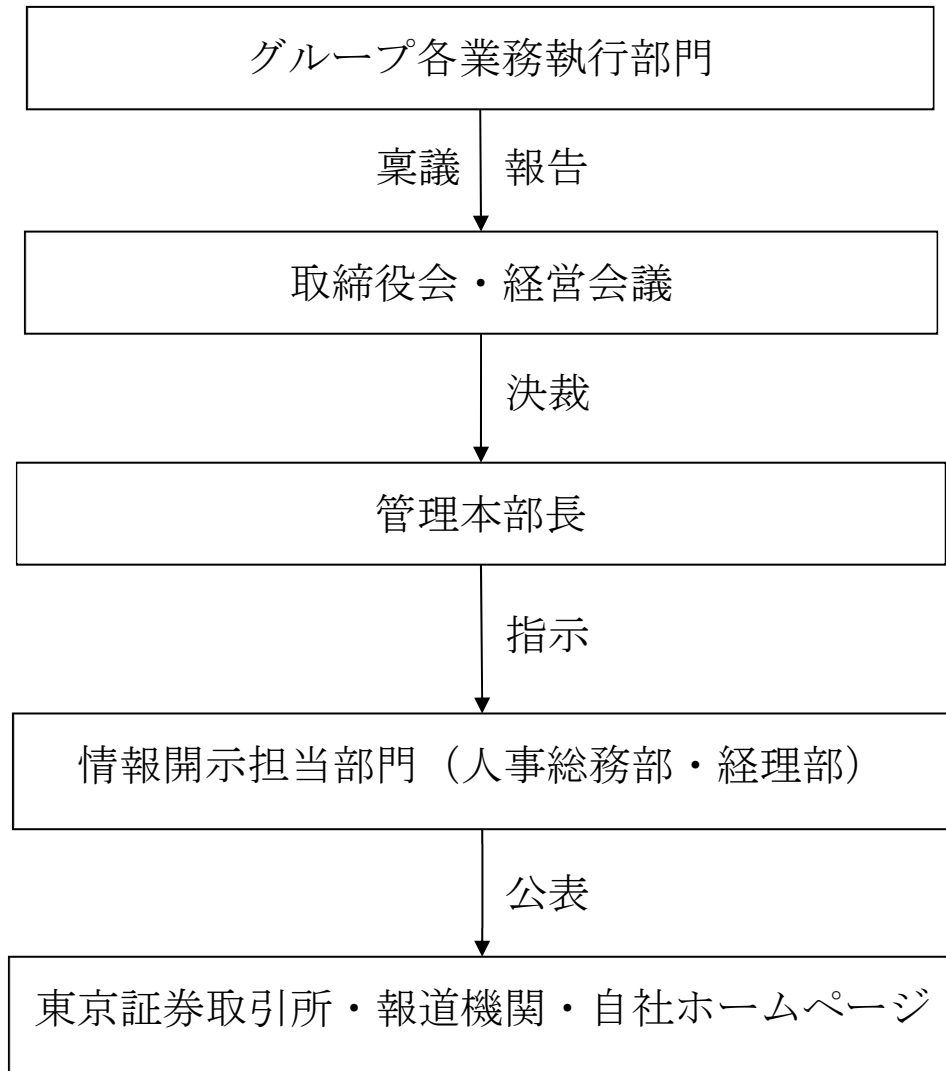 グループ各業務執行部門
稟議 報告
取締役会・経営会議
決裁
管理本部長
指示
情報開示担当部門（人事総務部・経理部）
公表
東京証券取引所・報道機関・自社ホームページ